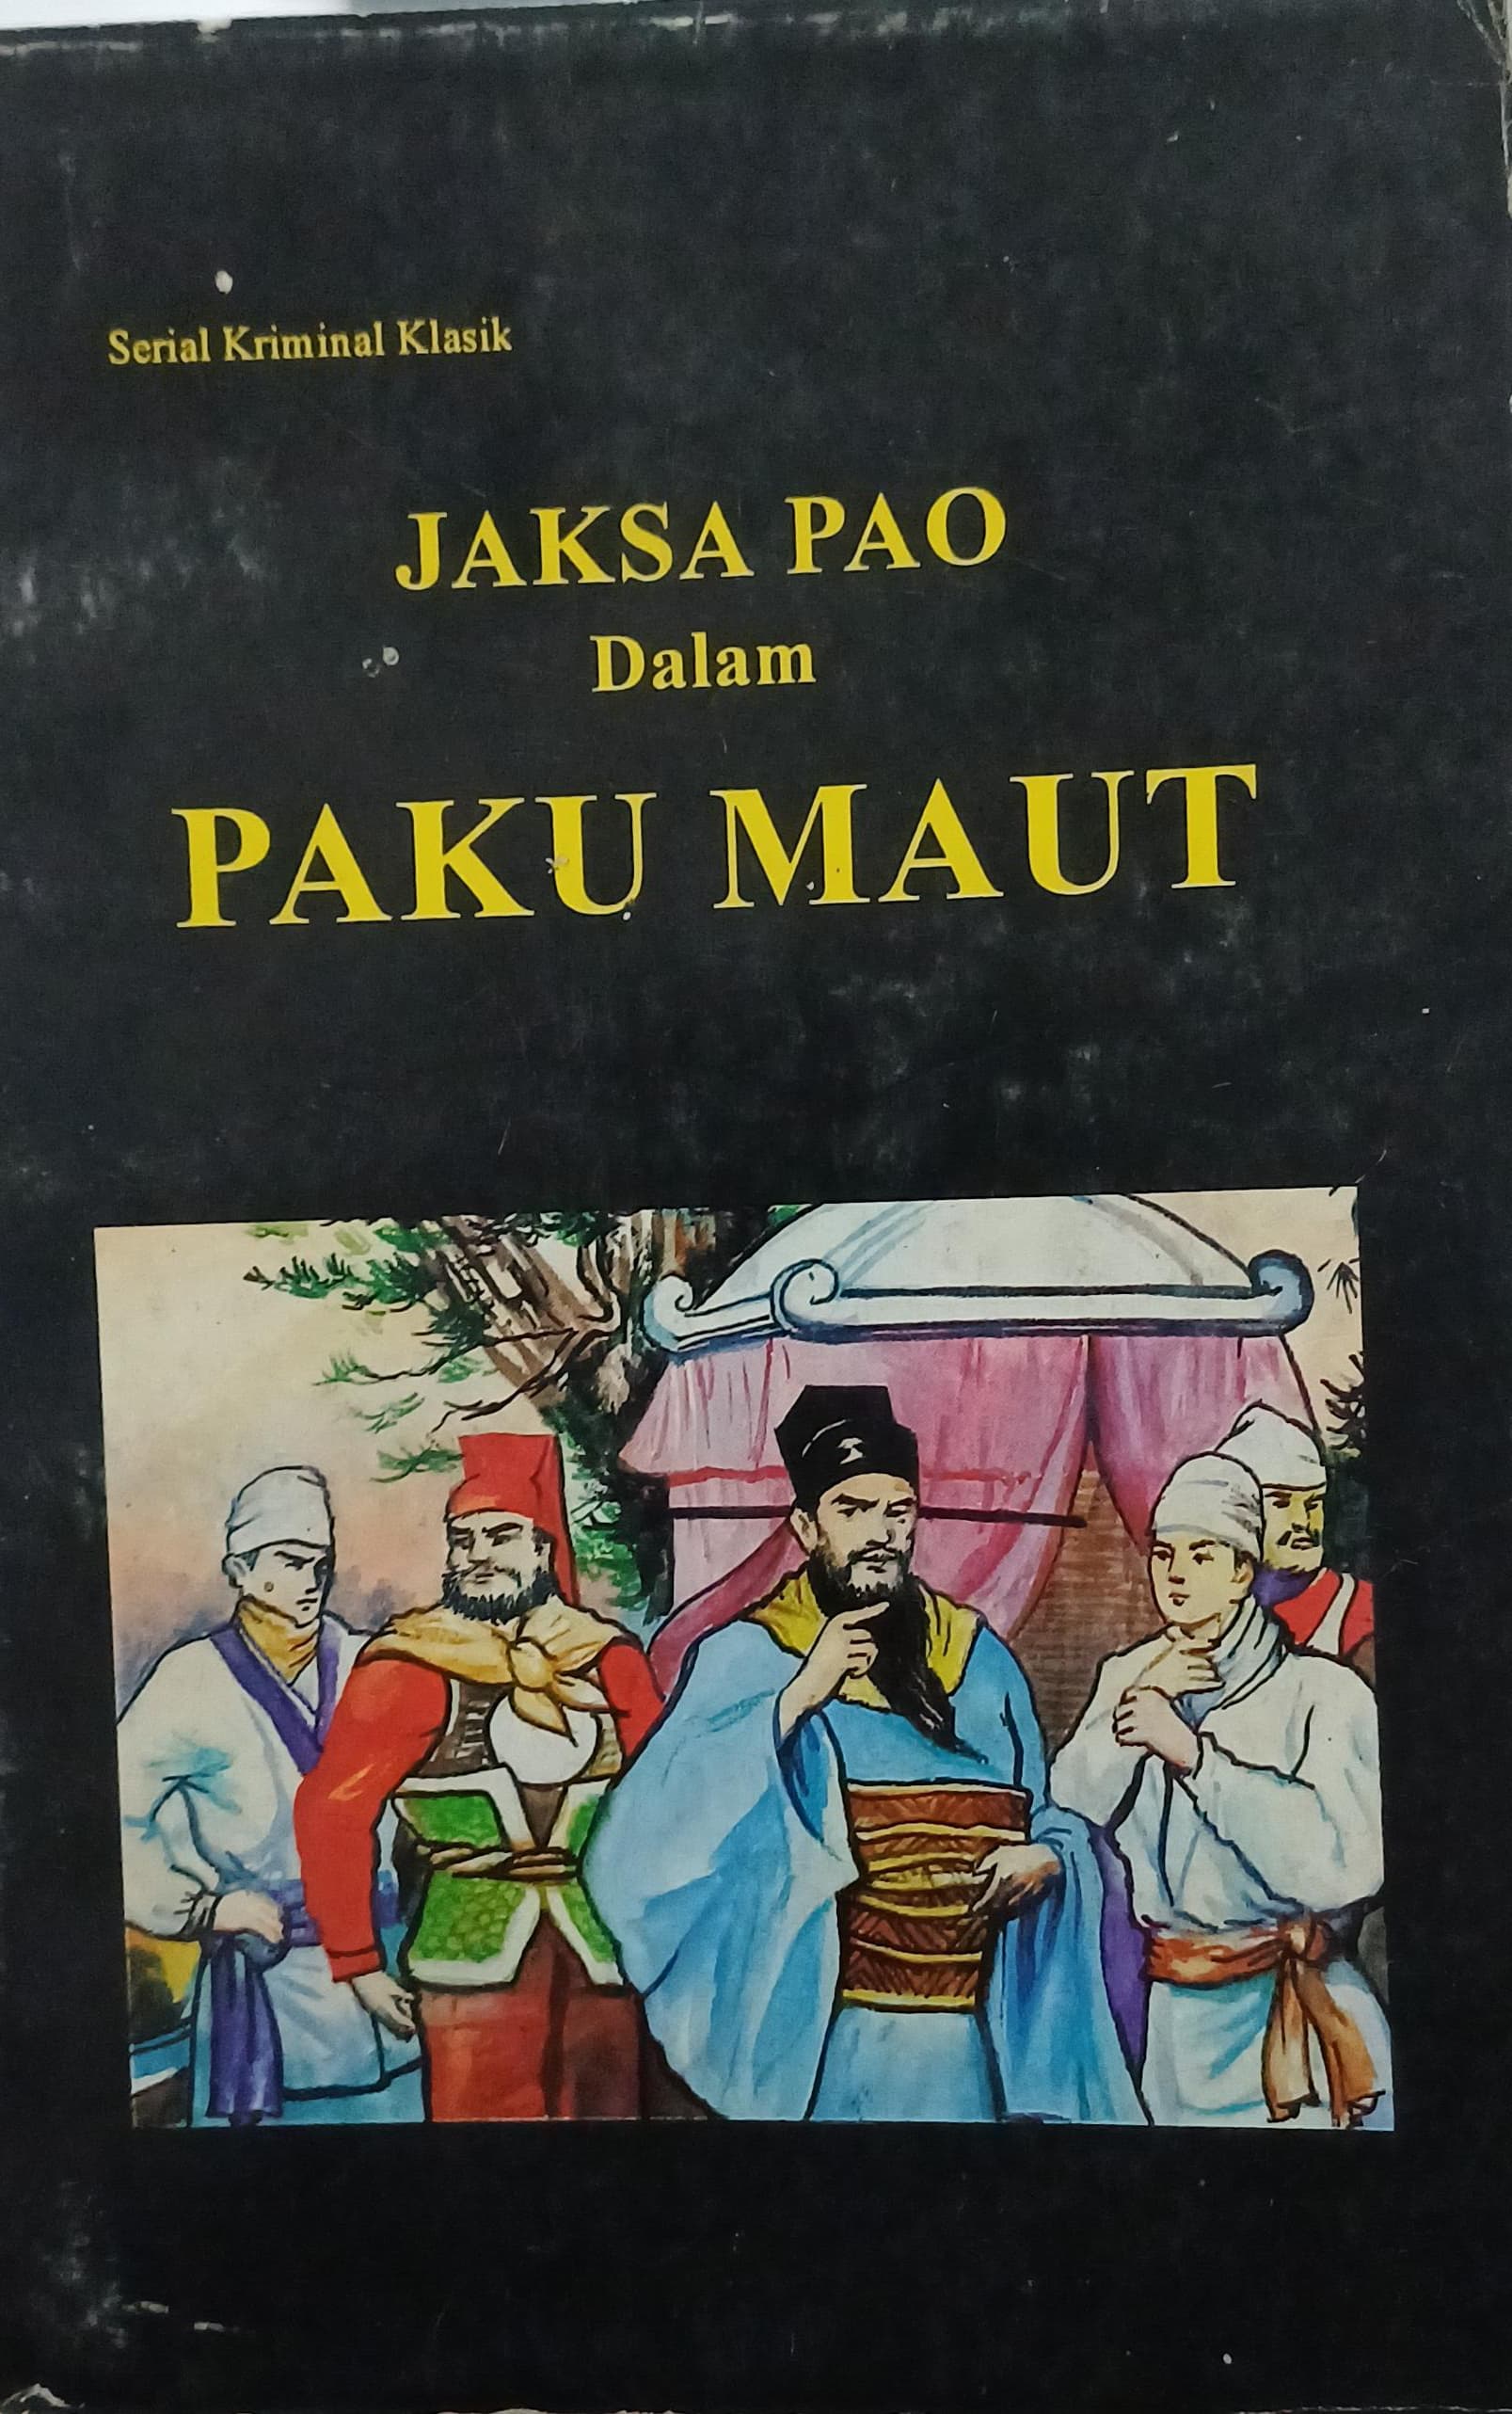 Serial Kriminal Klasik
JAKSA PAO
Dalam
PAKU MAUT